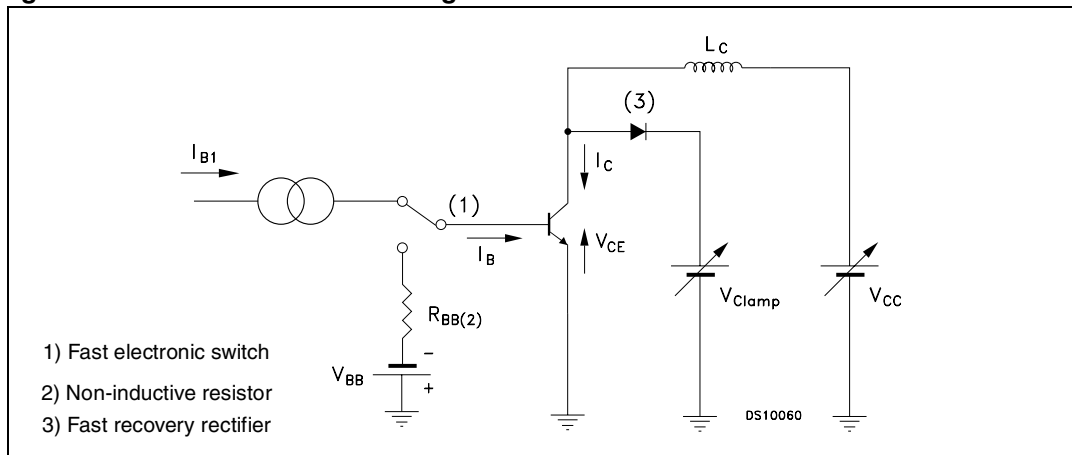 L_C
(3)
I_B1
I_C
(1)
I_B
V_CE
V_Clamp
V_CC
R_BB(2)
V_BB
−
+
1) Fast electronic switch
2) Non-inductive resistor
3) Fast recovery rectifier
DS10060